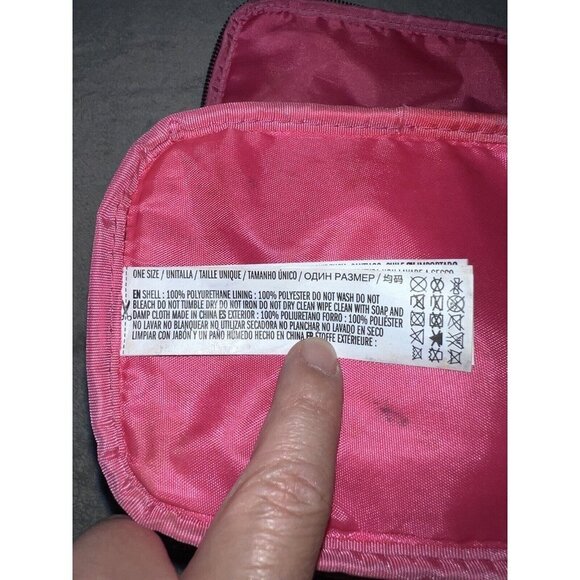 ONE SIZE / UNITALLA / TAILLE UNIQUE / TAMANHO ÚNICO / ОДИН РАЗМЕР / 均码
EN SHELL : 100% POLYURETHANE LINING : 100% POLYESTER DO NOT WASH DO NOT
BLEACH DO NOT TUMBLE DRY DO NOT IRON DO NOT DRY CLEAN WIPE CLEAN WITH SOAP AND
DAMP CLOTH MADE IN CHINA ES EXTERIOR : 100% POLIURETANO FORRO : 100% POLIÉSTER
NO LAVAR NO BLANQUEAR NO UTILIZAR SECADORA NO PLANCHAR NO LAVADO EN SECO
LIMPIAR CON JABÓN Y UN PAÑO HÚMEDO HECHO EN CHINA FR ETOFFE EXTÉRIEURE :